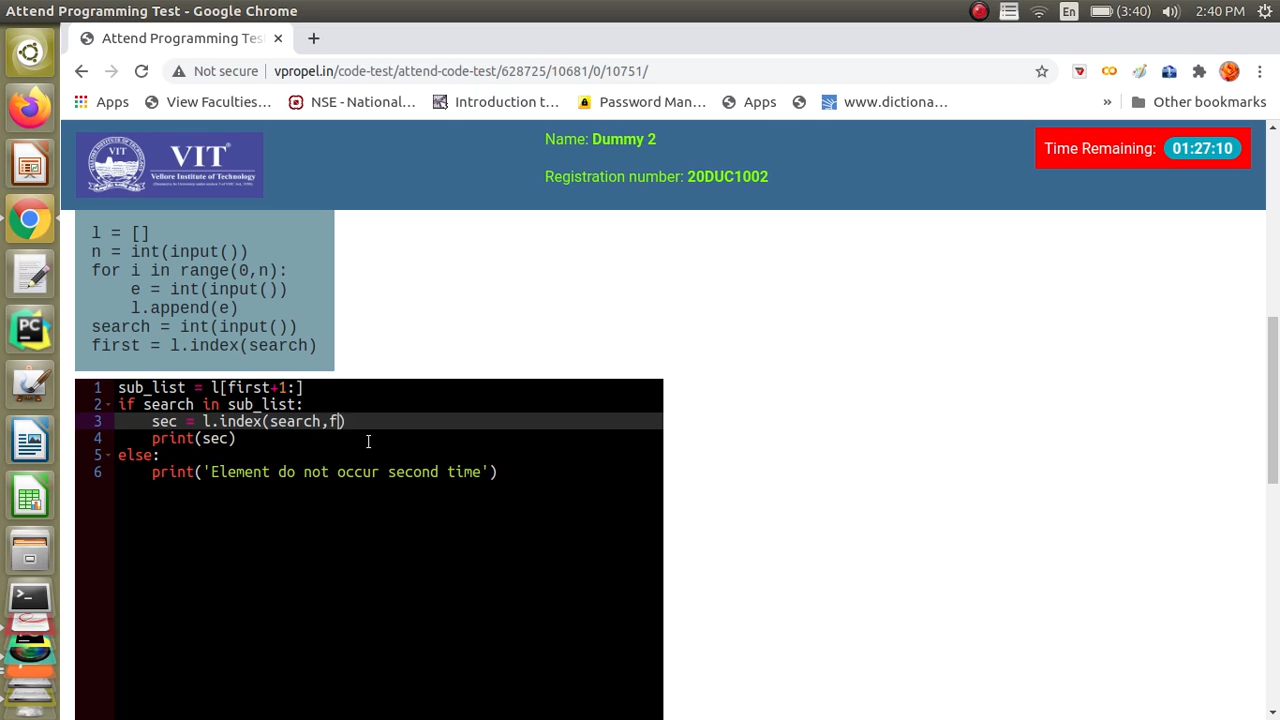 Attend Programming Test - Google Chrome
En (3:40) 2:40 PM
Attend Programming Tes
Not secure vpropel.in/code-test/attend-code-test/628725/10681/0/10751/
Apps View Faculties... NSE - National... Introduction t... Password Man... Apps www.dictiona... » Other bookmarks
VIT
VIT
Vellore Institute of Technology
Name: Dummy 2
Registration number: 20DUC1002
Time Remaining: 01:27:10
l = []
n = int(input())
for i in range(0,n):
    e = int(input())
    l.append(e)
search = int(input())
first = l.index(search)
1 sub_list = l[first+1:]
2 if search in sub_list:
3     sec = l.index(search,f)
4     print(sec)
5 else:
6     print('Element do not occur second time')
PC